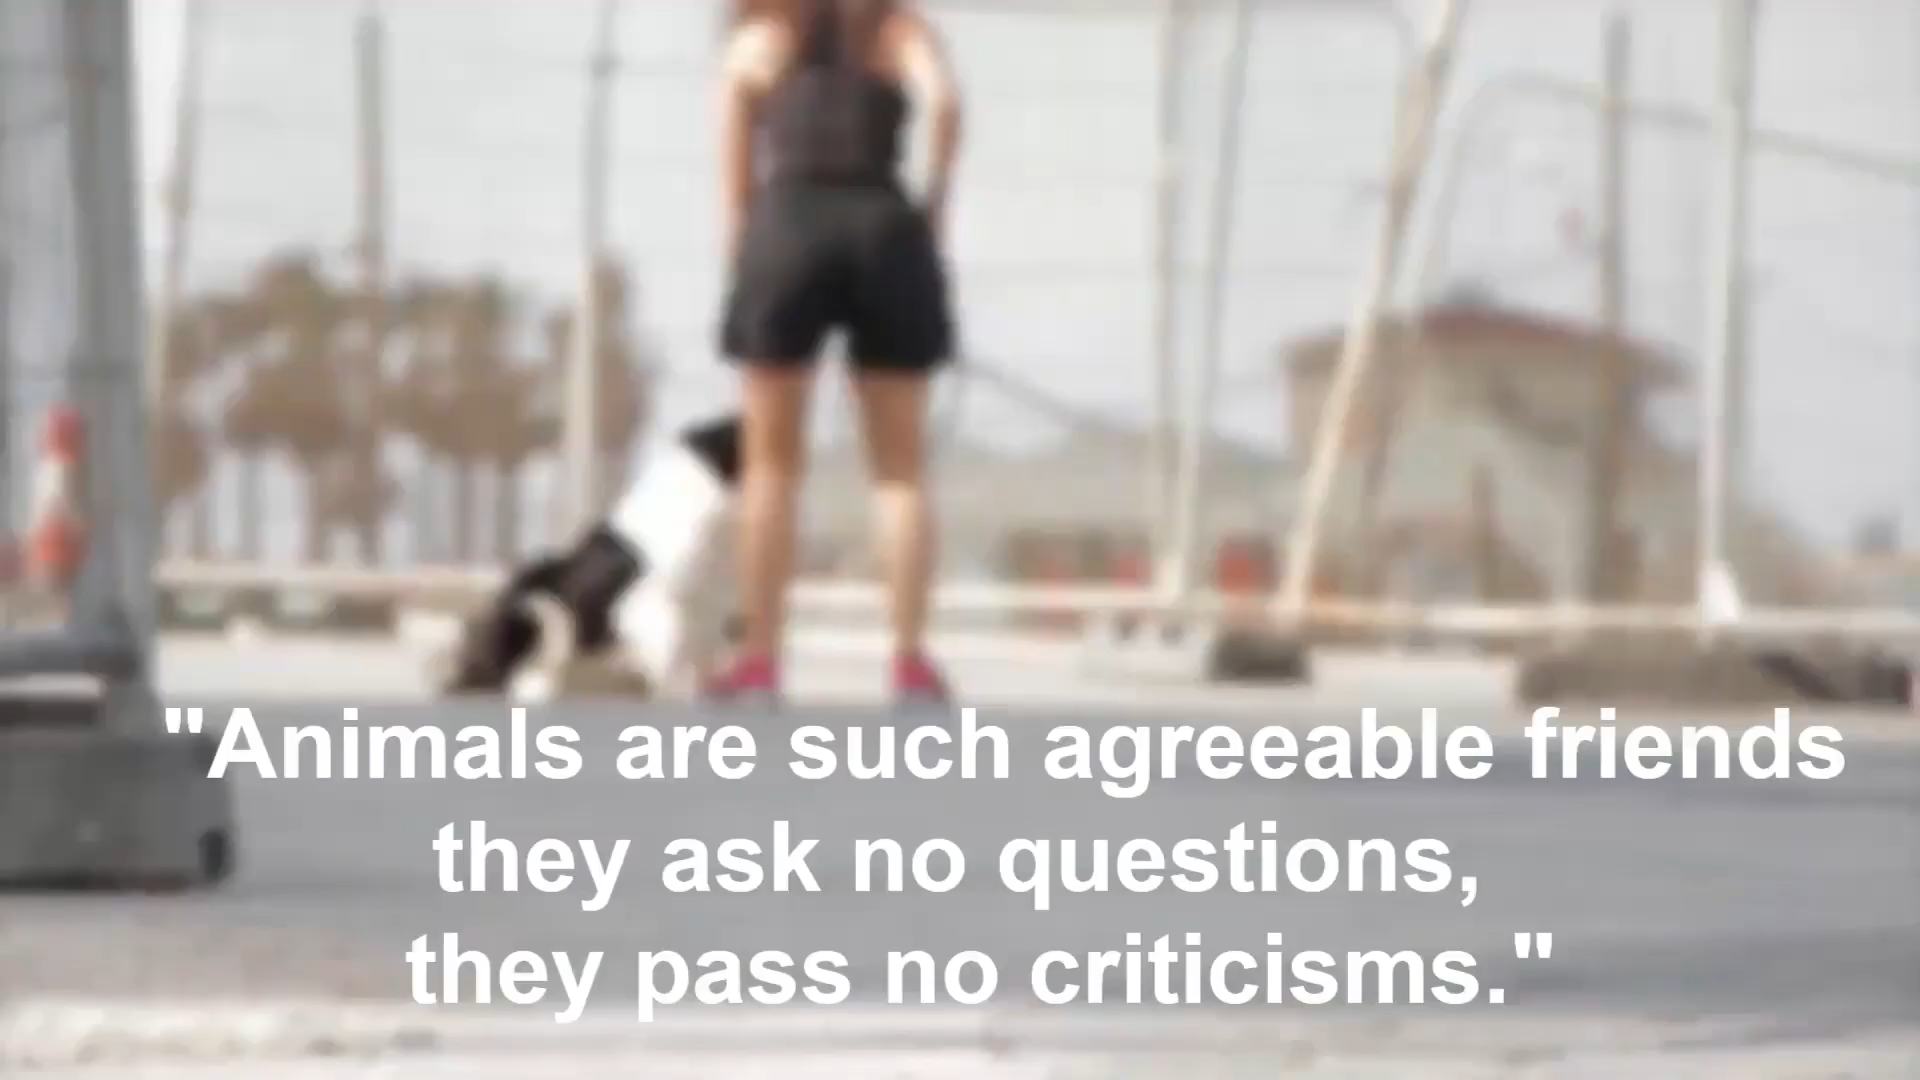 "Animals are such agreeable friends
they ask no questions,
they pass no criticisms."